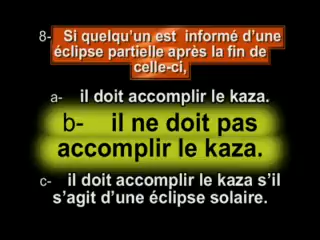 8- Si quelqu’un est informé d’une
éclipse partielle après la fin de
celle-ci,
a- il doit accomplir le kaza.
b- il ne doit pas
accomplir le kaza.
c- il doit accomplir le kaza s’il
s’agit d’une éclipse solaire.